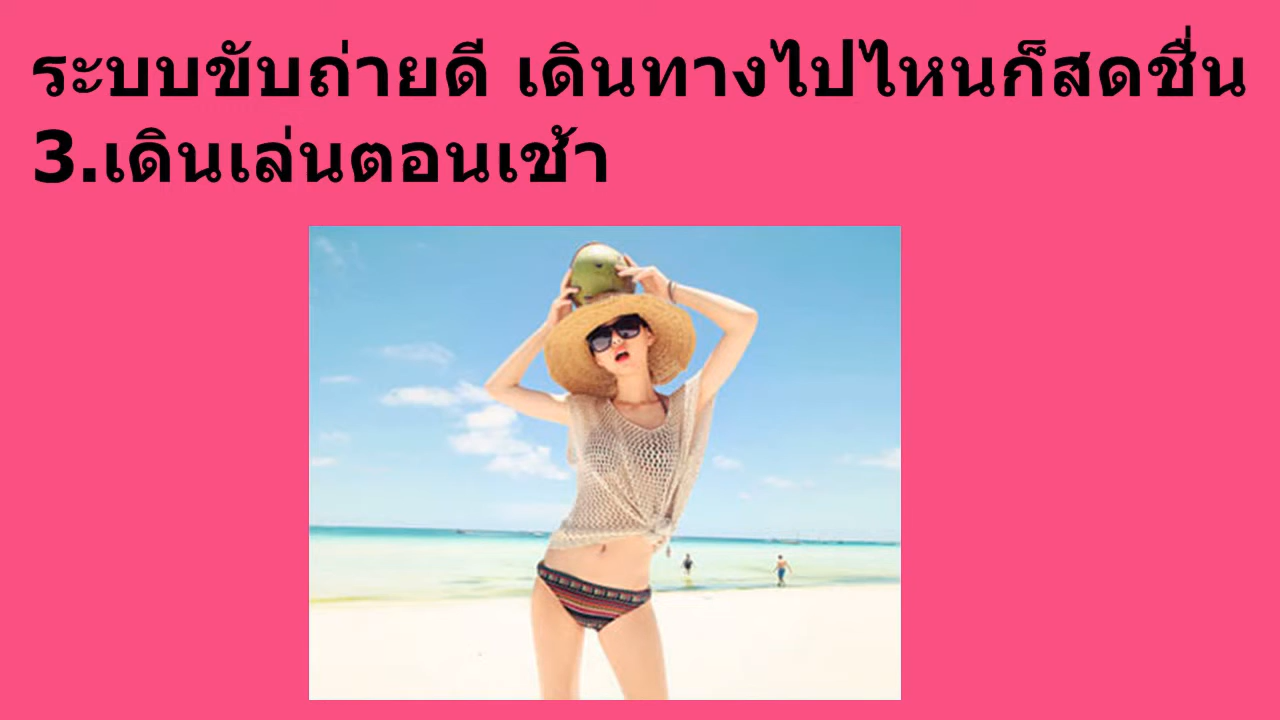 ระบบขับถ่ายดี เดินทางไปไหนก็สดชื่น
3.เดินเล่นตอนเช้า